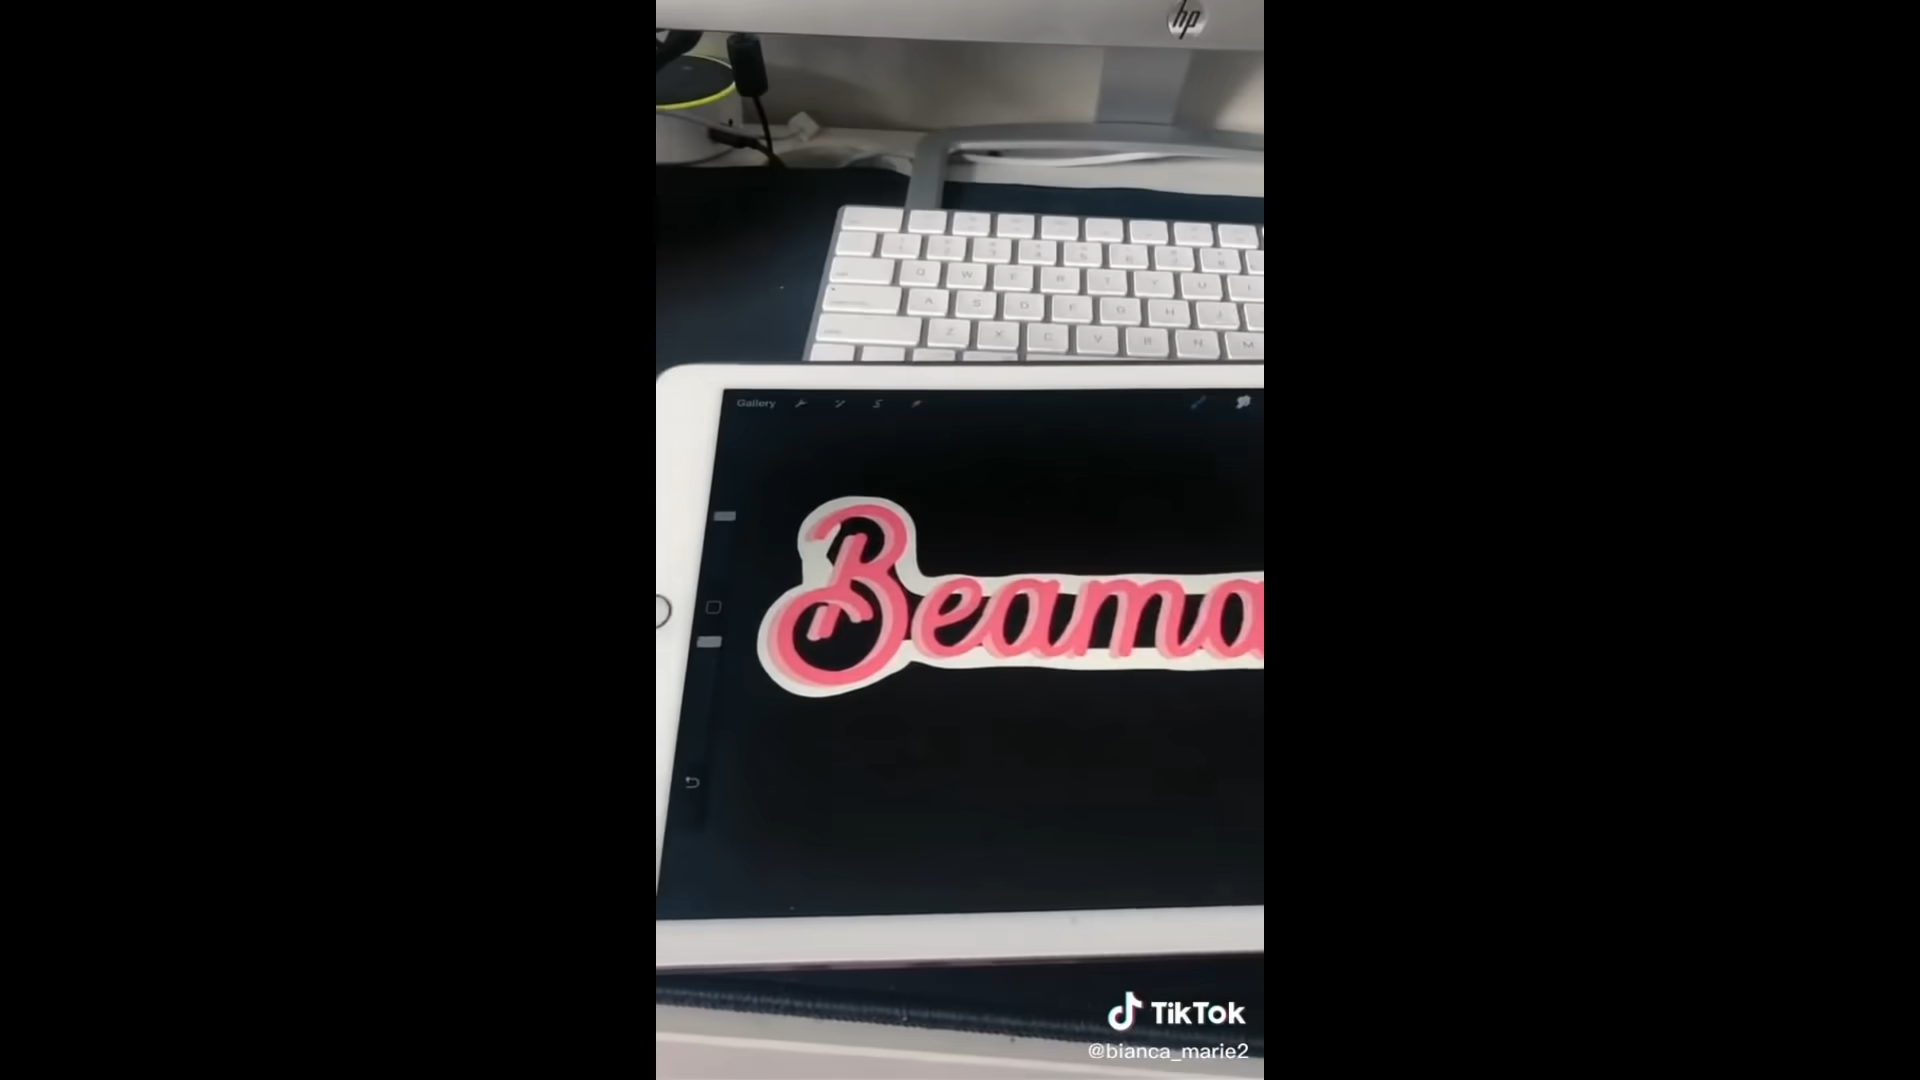 hp
Q W E R T Y U I
A S D F G H J
Z X C V B N M
Gallery
Beama
TikTok
@bianca_marie2